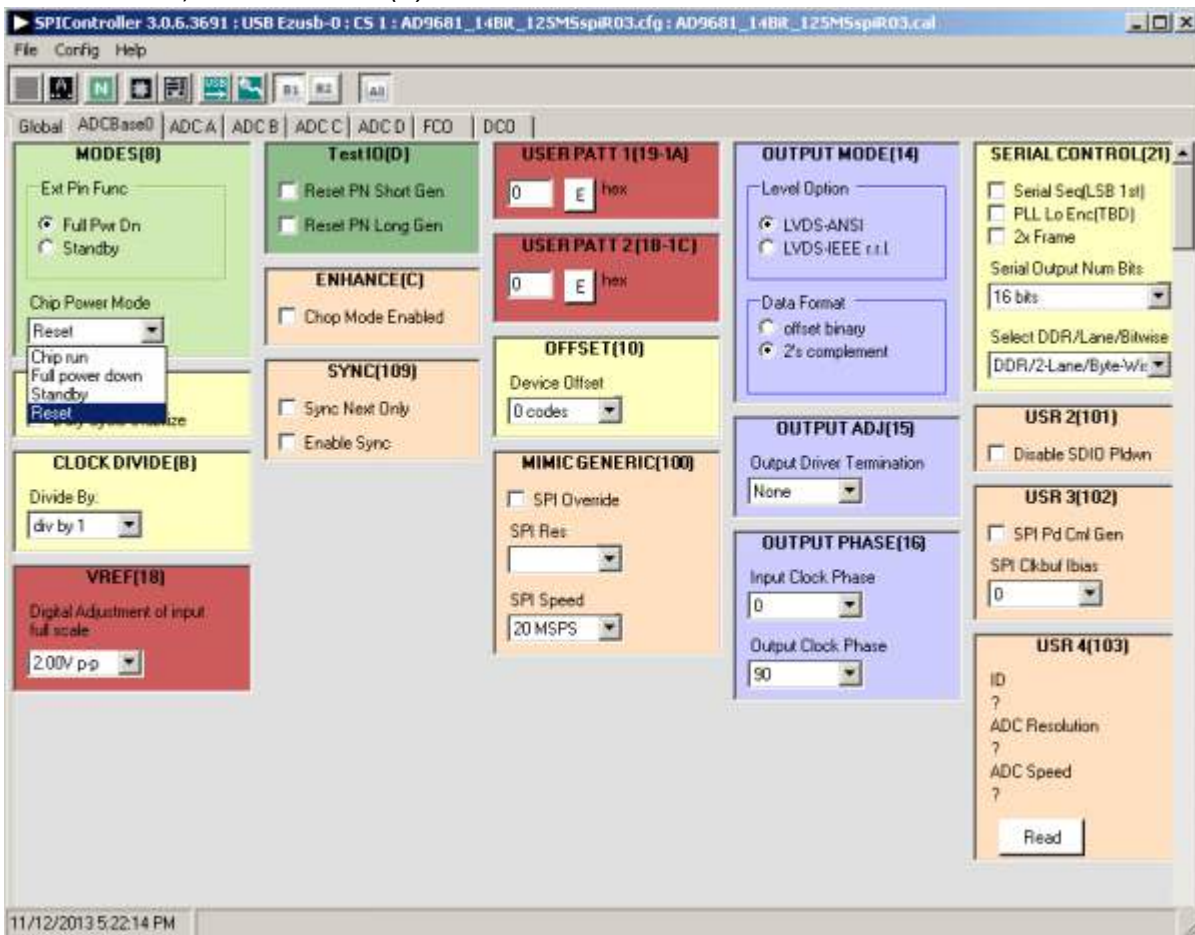 SPIController 3.0.6.3691 : USB Ezusb-0 : CS 1 : AD9681_14Bit_125MSspiR03.cfg : AD9681_14Bit_125MSspiR03.cal
File Config Help
B1 B2 All
Global ADCBase0 ADC A ADC B ADC C ADC D FCO DCO
MODES(8)
Ext Pin Func
Full Pwr Dn
Standby
Chip Power Mode
Reset
Chip run
Full power down
Standby
Reset
CLOCK DIVIDE(B)
Divide By:
div by 1
VREF(18)
Digital Adjustment of input
full scale
2.00V p-p
TestIO(D)
Reset PN Short Gen
Reset PN Long Gen
ENHANCE(C)
Chop Mode Enabled
SYNC(109)
Sync Next Only
Enable Sync
USER PATT 1(19-1A)
0 E hex
USER PATT 2(1B-1C)
0 E hex
OFFSET(10)
Device Offset
0 codes
MIMIC GENERIC(100)
SPI Override
SPI Res
SPI Speed
20 MSPS
OUTPUT MODE(14)
Level Option
LVDS-ANSI
LVDS-IEEE r.r.l.
Data Format
offset binary
2's complement
OUTPUT ADJ(15)
Output Driver Termination
None
OUTPUT PHASE(16)
Input Clock Phase
0
Output Clock Phase
90
SERIAL CONTROL(21)
Serial Seq(LSB 1st)
PLL Lo Enc(TBD)
2x Frame
Serial Output Num Bits
16 bits
Select DDR/Lane/Bitwise
DDR/2-Lane/Byte-Wis
USR 2(101)
Disable SDIO Pldwn
USR 3(102)
SPI Pd Cml Gen
SPI Clkbuf Ibias
0
USR 4(103)
ID
?
ADC Resolution
?
ADC Speed
?
Read
11/12/2013 5:22:14 PM